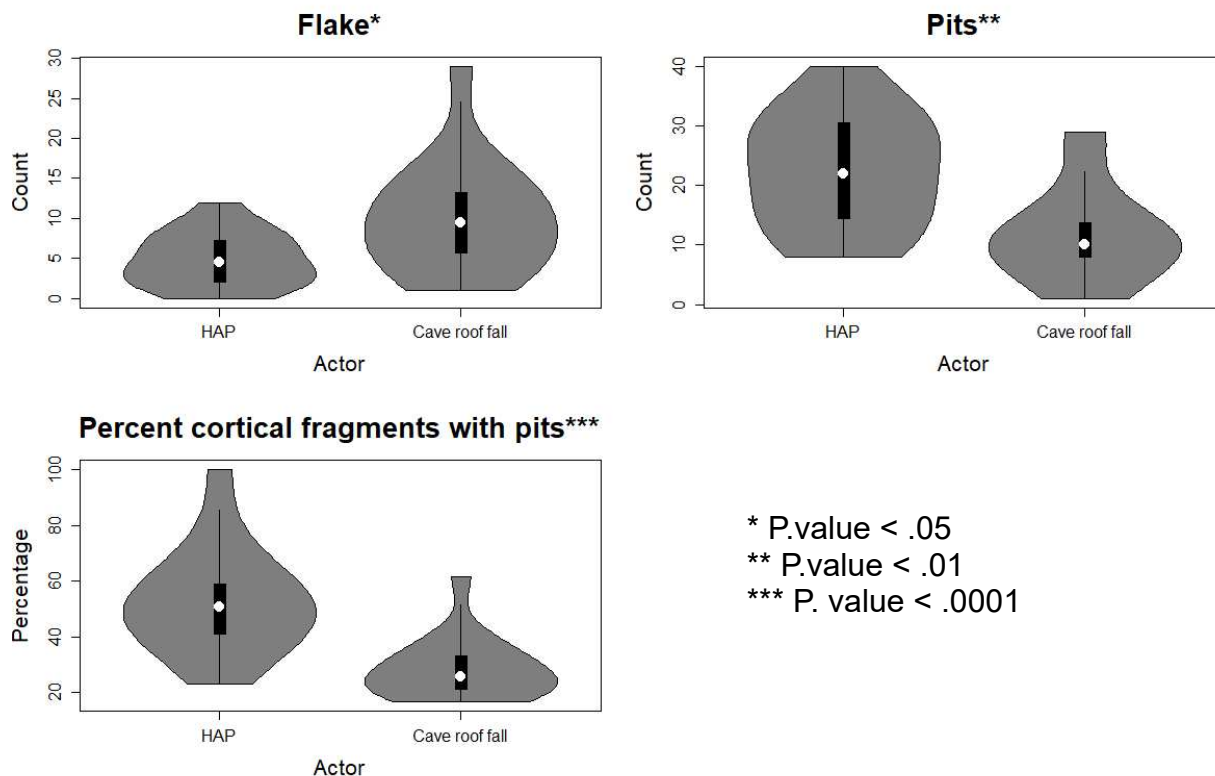 Flake*
Count
30
25
20
15
10
5
0
HAP
Cave roof fall
Actor
Pits**
Count
40
30
20
10
0
HAP
Cave roof fall
Actor
Percent cortical fragments with pits***
Percentage
100
80
60
40
20
HAP
Cave roof fall
Actor
* P.value < .05
** P.value < .01
*** P. value < .0001